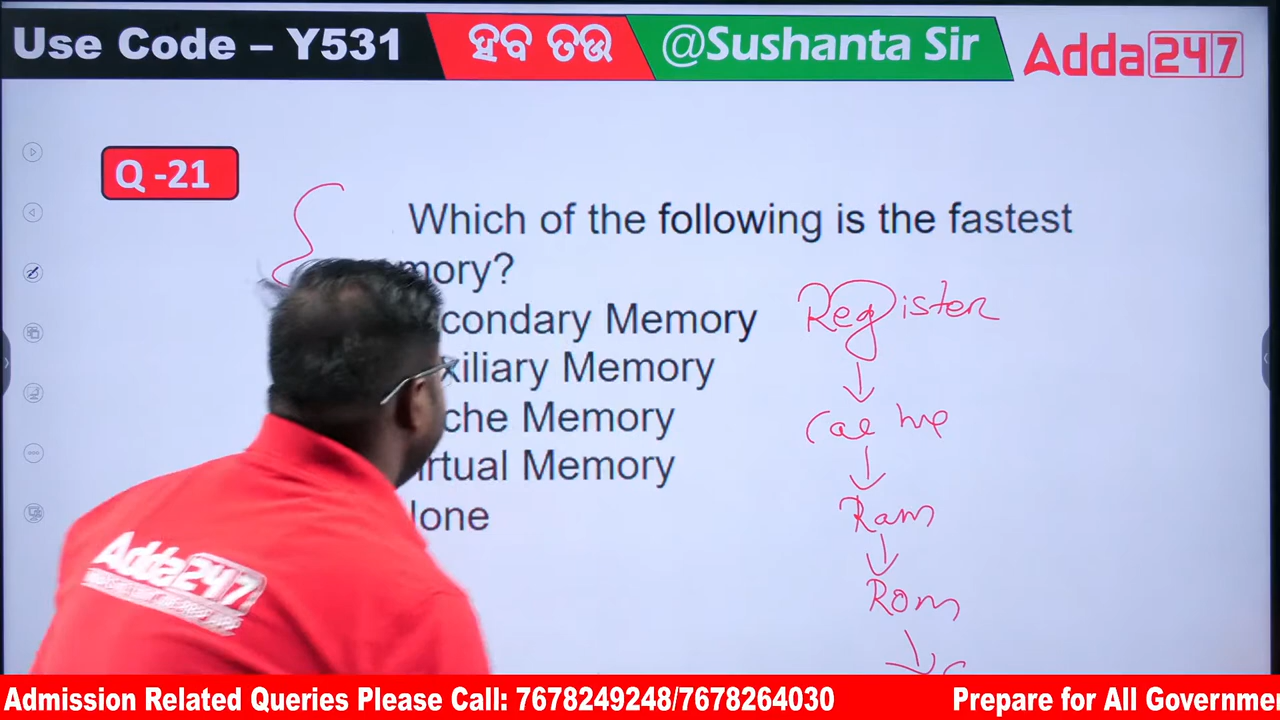 Use Code – Y531
ହବ ତଉ
@Sushanta Sir
Adda247
Q -21
Which of the following is the fastest
mory?
condary Memory
xiliary Memory
che Memory
irtual Memory
lone
Register
Cache
Ram
Rom
Adda247
Admission Related Queries Please Call: 7678249248/7678264030
Prepare for All Governme